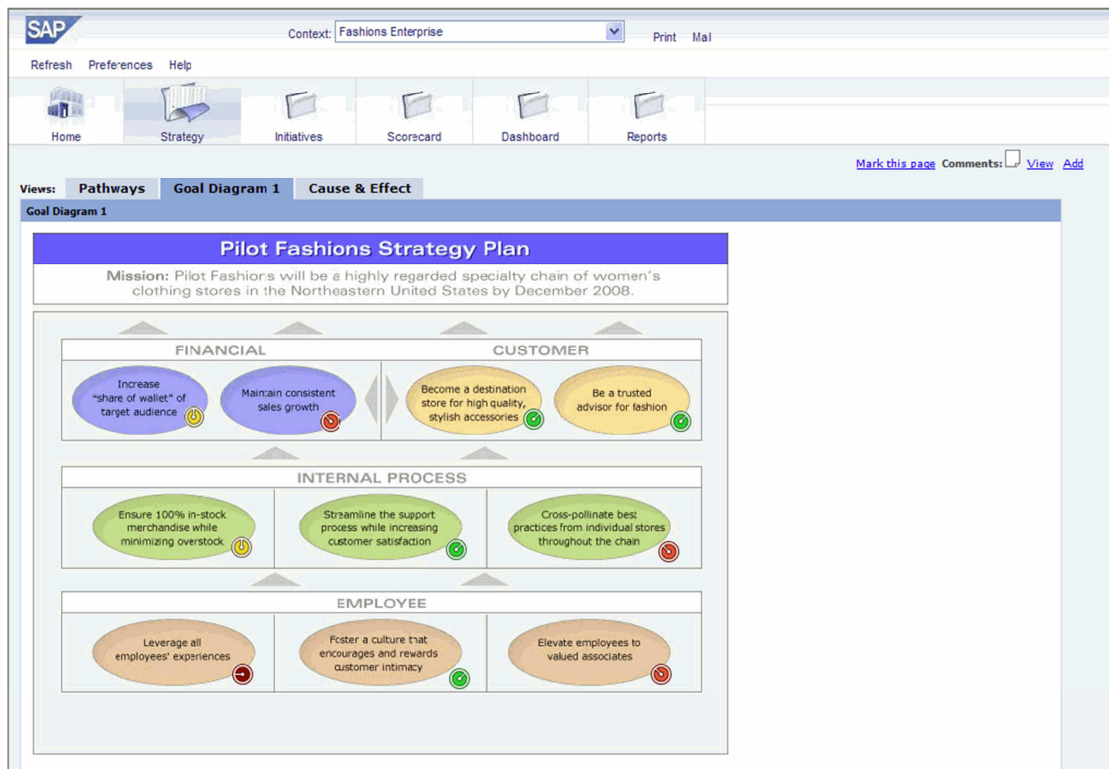 SAP
Context: Fashions Enterprise
Print Mail
Refresh Preferences Help
Home Strategy Initiatives Scorecard Dashboard Reports
Mark this page Comments: View Add
Views: Pathways Goal Diagram 1 Cause & Effect
Goal Diagram 1
Pilot Fashions Strategy Plan
Mission: Pilot Fashions will be a highly regarded specialty chain of women's
clothing stores in the Northeastern United States by December 2008.
FINANCIAL
Increase
"share of wallet" of
target audience
Maintain consistent
sales growth
CUSTOMER
Become a destination
store for high quality,
stylish accessories
Be a trusted
advisor for fashion
INTERNAL PROCESS
Ensure 100% in-stock
merchandise while
minimizing overstock
Streamline the support
process while increasing
customer satisfaction
Cross-pollinate best
practices from individual stores
throughout the chain
EMPLOYEE
Leverage all
employees' experiences
Foster a culture that
encourages and rewards
customer intimacy
Elevate employees to
valued associates